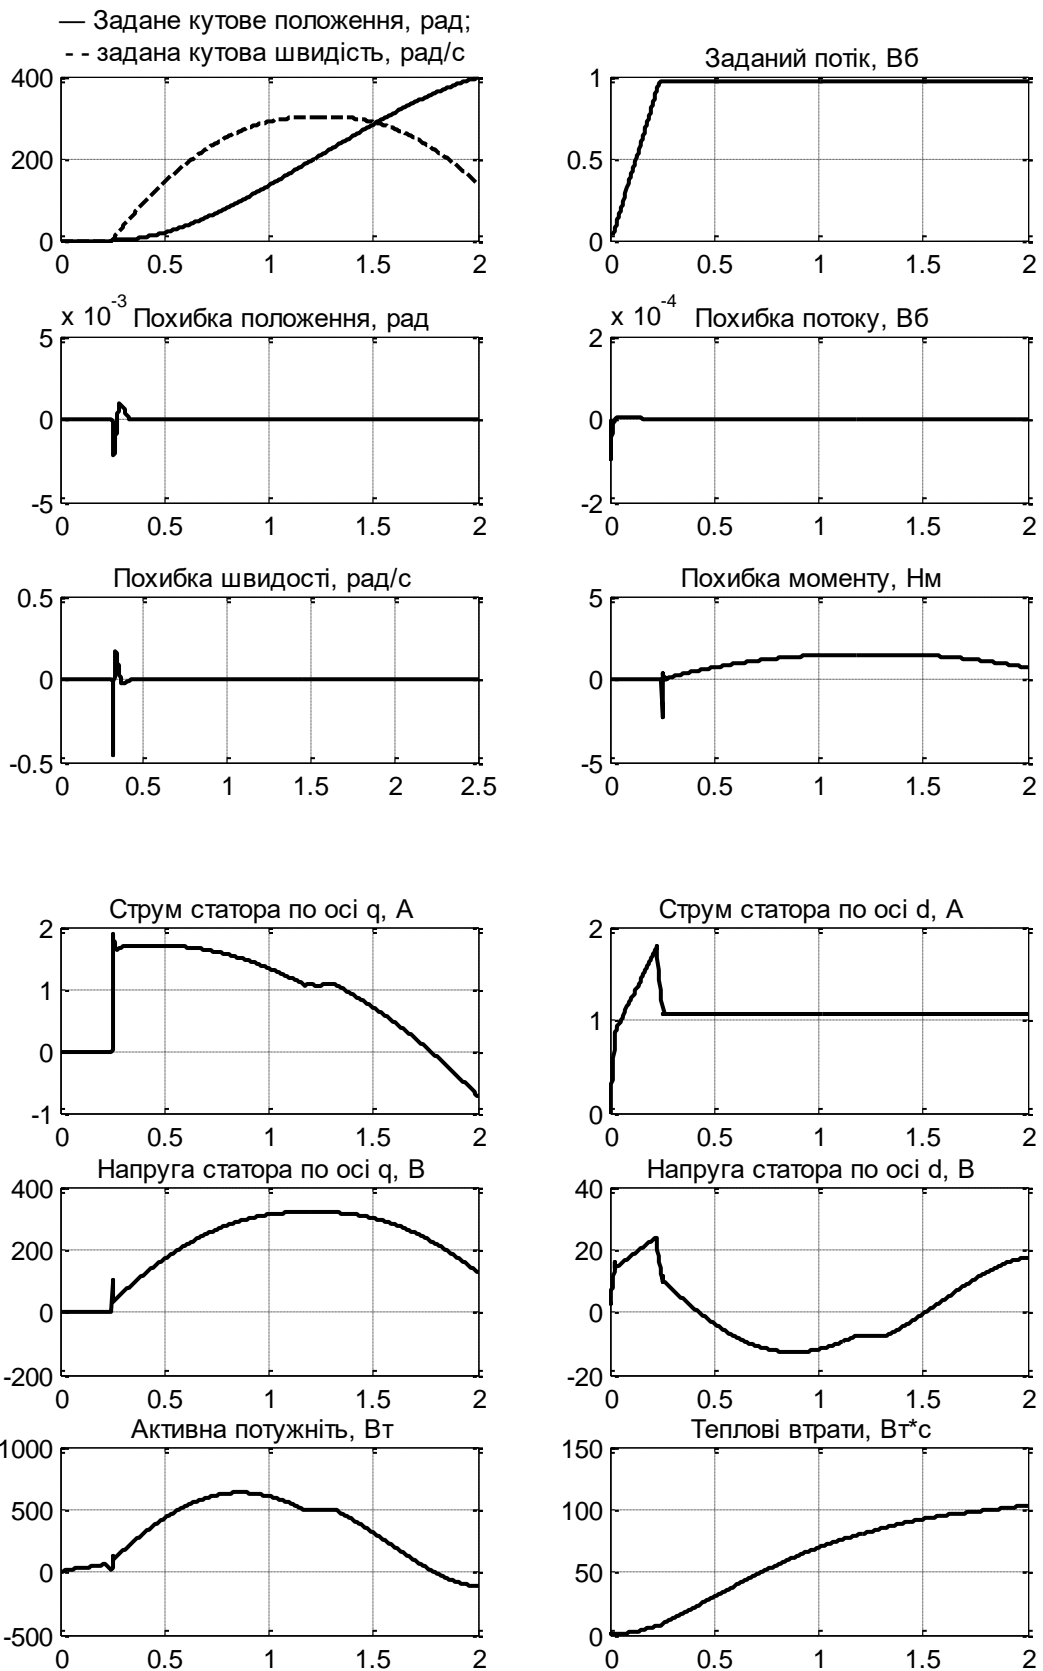 — Задане кутове положення, рад;
- - задана кутова швидість, рад/с
400
200
0
0 0.5 1 1.5 2
Заданий потік, Вб
1
0.5
0
0 0.5 1 1.5 2
x 10^-3 Похибка положення, рад
5
0
-5
0 0.5 1 1.5 2
x 10^-4 Похибка потоку, Вб
2
0
-2
0 0.5 1 1.5 2
Похибка швидості, рад/с
0.5
0
-0.5
0 0.5 1 1.5 2 2.5
Похибка моменту, Нм
5
0
-5
0 0.5 1 1.5 2
Струм статора по осі q, А
2
1
0
-1
0 0.5 1 1.5 2
Струм статора по осі d, А
2
1
0
0 0.5 1 1.5 2
Напруга статора по осі q, В
400
200
0
-200
0 0.5 1 1.5 2
Напруга статора по осі d, В
40
20
0
-20
0 0.5 1 1.5 2
Активна потужніть, Вт
1000
500
0
-500
0 0.5 1 1.5 2
Теплові втрати, Вт*с
150
100
50
0
0 0.5 1 1.5 2